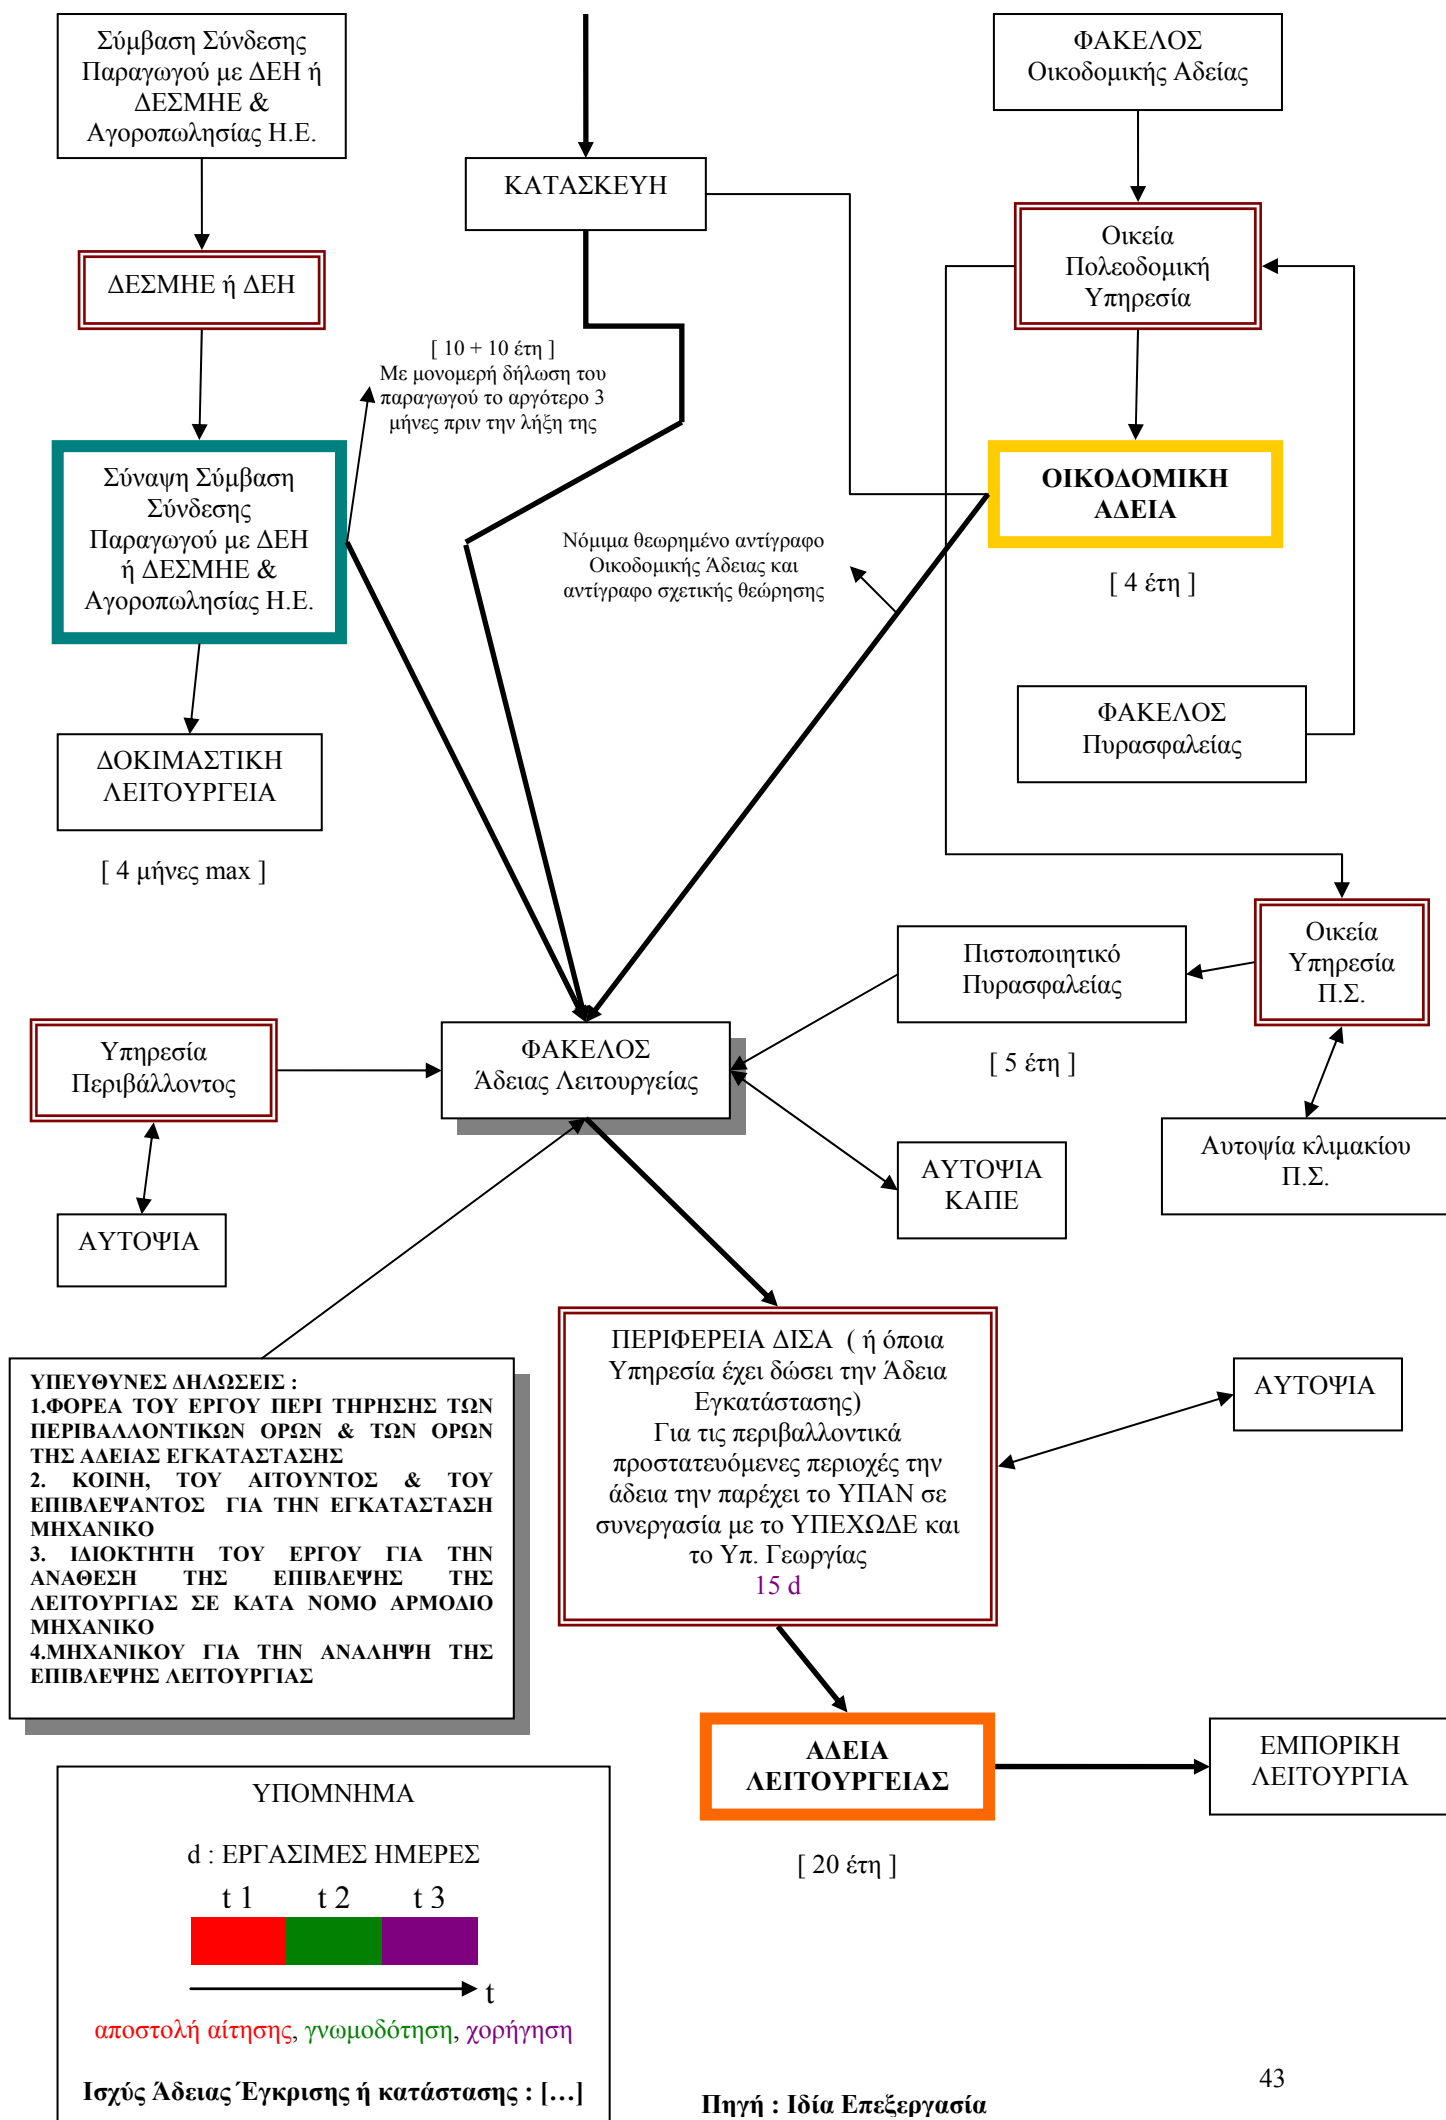 Σύμβαση Σύνδεσης
Παραγωγού με ΔΕΗ ή
ΔΕΣΜΗΕ &
Αγοροπωλησίας Η.Ε.
ΦΑΚΕΛΟΣ
Οικοδομικής Αδείας
ΚΑΤΑΣΚΕΥΗ
ΔΕΣΜΗΕ ή ΔΕΗ
Οικεία
Πολεοδομική
Υπηρεσία
[ 10 + 10 έτη ]
Με μονομερή δήλωση του
παραγωγού το αργότερο 3
μήνες πριν την λήξη της
Σύναψη Σύμβαση
Σύνδεσης
Παραγωγού με ΔΕΗ
ή ΔΕΣΜΗΕ &
Αγοροπωλησίας Η.Ε.
ΟΙΚΟΔΟΜΙΚΗ
ΑΔΕΙΑ
[ 4 έτη ]
Νόμιμα θεωρημένο αντίγραφο
Οικοδομικής Άδειας και
αντίγραφο σχετικής θεώρησης
ΦΑΚΕΛΟΣ
Πυρασφαλείας
ΔΟΚΙΜΑΣΤΙΚΗ
ΛΕΙΤΟΥΡΓΕΙΑ
[ 4 μήνες max ]
Πιστοποιητικό
Πυρασφαλείας
[ 5 έτη ]
Οικεία
Υπηρεσία
Π.Σ.
Υπηρεσία
Περιβάλλοντος
ΦΑΚΕΛΟΣ
Άδειας Λειτουργείας
ΑΥΤΟΨΙΑ
ΚΑΠΕ
Αυτοψία κλιμακίου
Π.Σ.
ΑΥΤΟΨΙΑ
ΠΕΡΙΦΕΡΕΙΑ ΔΙΣΑ ( ή όποια
Υπηρεσία έχει δώσει την Άδεια
Εγκατάστασης)
Για τις περιβαλλοντικά
προστατευόμενες περιοχές την
άδεια την παρέχει το ΥΠΑΝ σε
συνεργασία με το ΥΠΕΧΩΔΕ και
το Υπ. Γεωργίας
15 d
ΑΥΤΟΨΙΑ
ΥΠΕΥΘΥΝΕΣ ΔΗΛΩΣΕΙΣ :
1.ΦΟΡΕΑ ΤΟΥ ΕΡΓΟΥ ΠΕΡΙ ΤΗΡΗΣΗΣ ΤΩΝ
ΠΕΡΙΒΑΛΛΟΝΤΙΚΩΝ ΟΡΩΝ & ΤΩΝ ΟΡΩΝ
ΤΗΣ ΑΔΕΙΑΣ ΕΓΚΑΤΑΣΤΑΣΗΣ
2. ΚΟΙΝΗ, ΤΟΥ ΑΙΤΟΥΝΤΟΣ & ΤΟΥ
ΕΠΙΒΛΕΨΑΝΤΟΣ ΓΙΑ ΤΗΝ ΕΓΚΑΤΑΣΤΑΣΗ
ΜΗΧΑΝΙΚΟ
3. ΙΔΙΟΚΤΗΤΗ ΤΟΥ ΕΡΓΟΥ ΓΙΑ ΤΗΝ
ΑΝΑΘΕΣΗ ΤΗΣ ΕΠΙΒΛΕΨΗΣ ΤΗΣ
ΛΕΙΤΟΥΡΓΙΑΣ ΣΕ ΚΑΤΑ ΝΟΜΟ ΑΡΜΟΔΙΟ
ΜΗΧΑΝΙΚΟ
4.ΜΗΧΑΝΙΚΟΥ ΓΙΑ ΤΗΝ ΑΝΑΛΗΨΗ ΤΗΣ
ΕΠΙΒΛΕΨΗΣ ΛΕΙΤΟΥΡΓΙΑΣ
ΑΔΕΙΑ
ΛΕΙΤΟΥΡΓΕΙΑΣ
[ 20 έτη ]
ΕΜΠΟΡΙΚΗ
ΛΕΙΤΟΥΡΓΙΑ
ΥΠΟΜΝΗΜΑ
d : ΕΡΓΑΣΙΜΕΣ ΗΜΕΡΕΣ
t 1 t 2 t 3
t
αποστολή αίτησης, γνωμοδότηση, χορήγηση
Ισχύς Άδειας Έγκρισης ή κατάστασης : […]
43
Πηγή : Ιδία Επεξεργασία